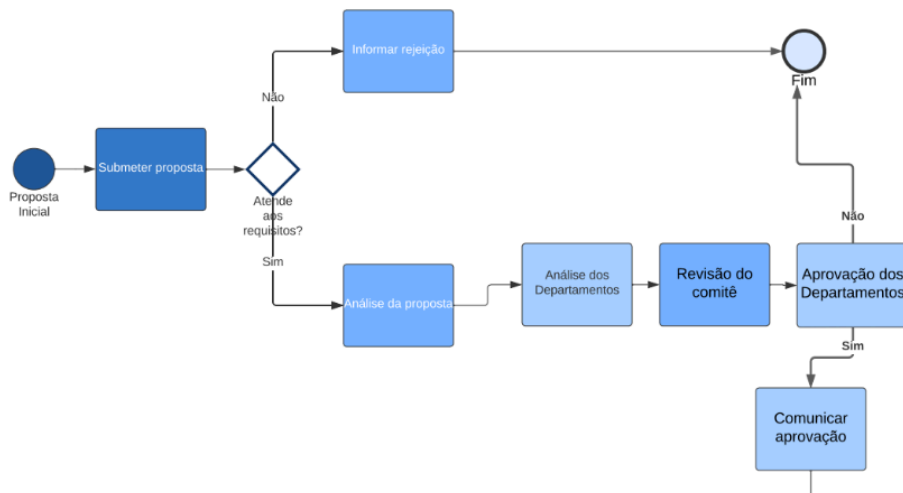 Informar rejeição
Fim
Não
Submeter proposta
Proposta
Inicial
Atende
aos
requisitos?
Não
Sim
Análise da proposta
Análise dos
Departamentos
Revisão do
comitê
Aprovação dos
Departamentos
Sim
Comunicar
aprovação